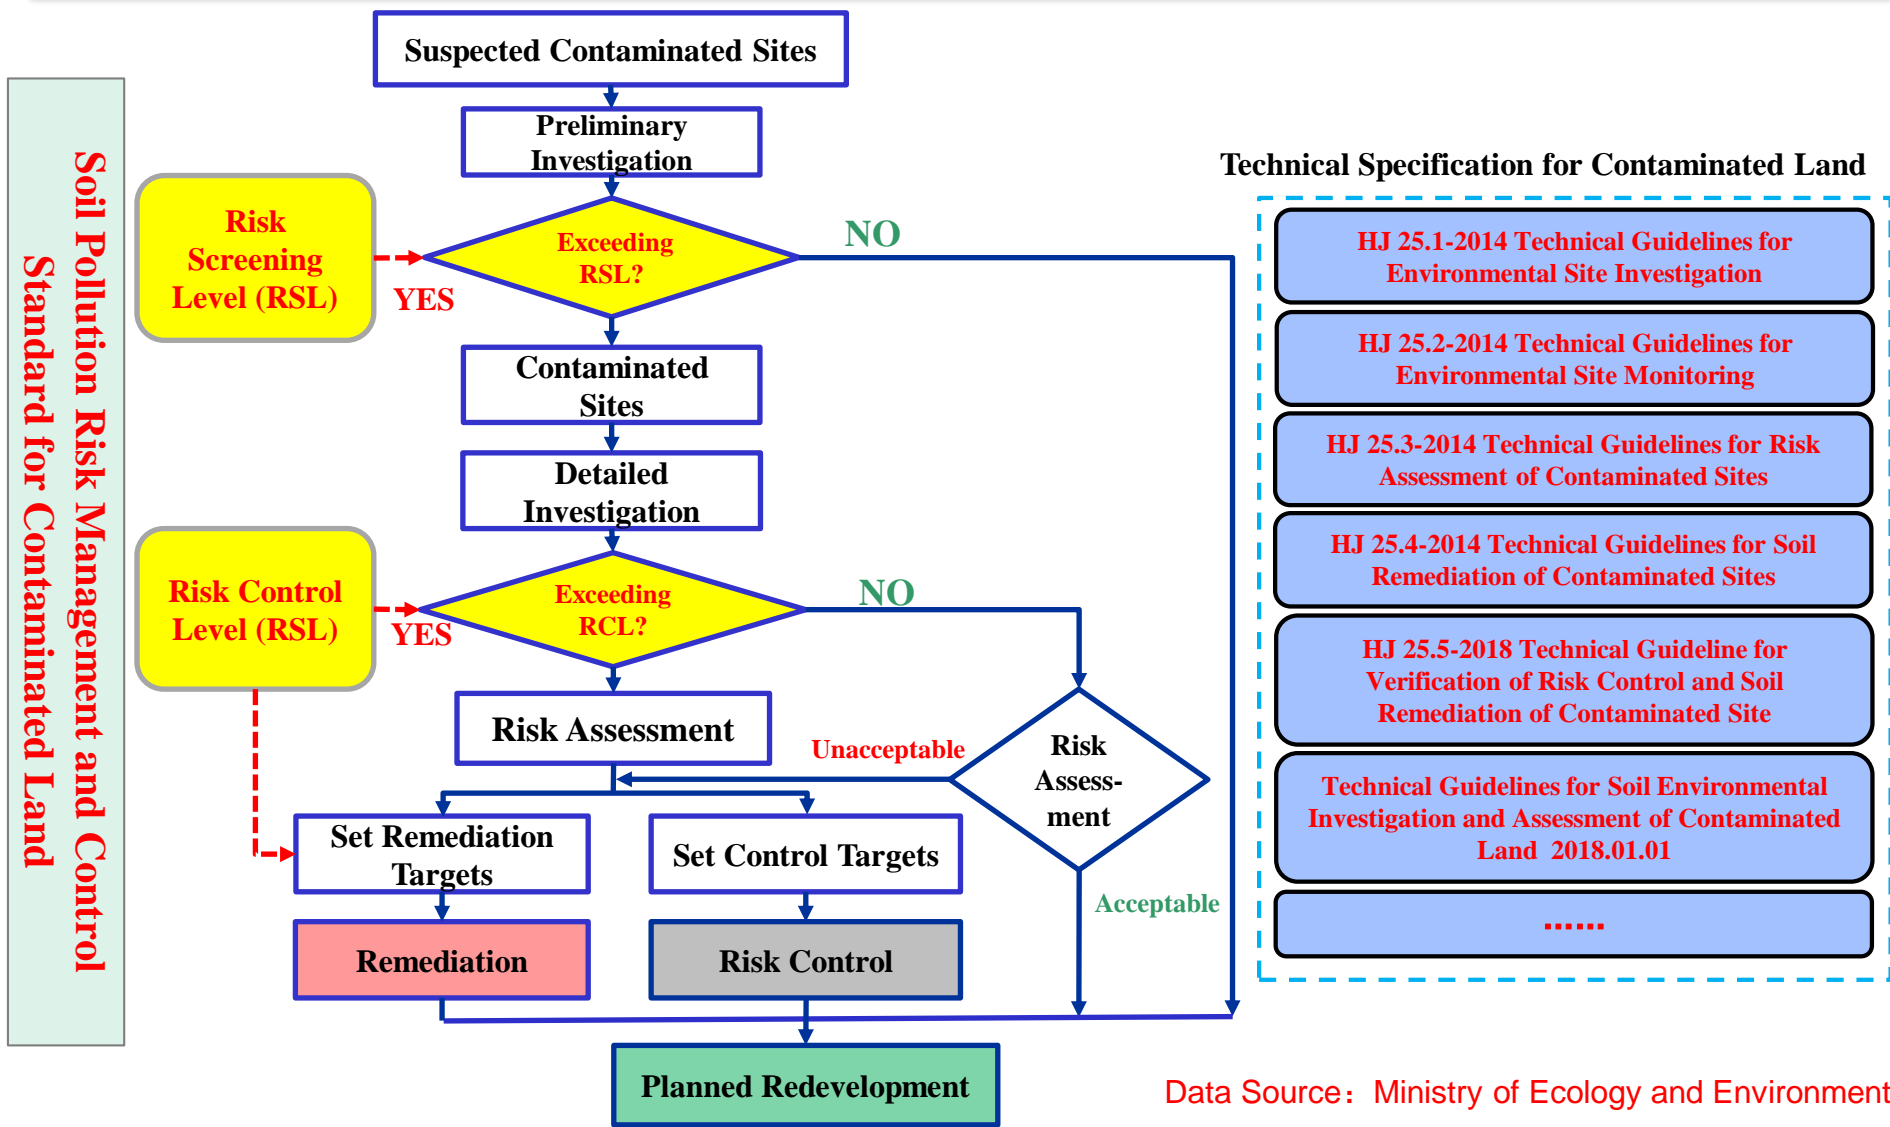 Suspected Contaminated Sites
Preliminary
Investigation
Soil Pollution Risk Management and Control
Standard for Contaminated Land
Risk
Screening
Level (RSL)
YES
Exceeding
RSL?
NO
Contaminated
Sites
Detailed
Investigation
Risk Control
Level (RSL)
YES
Exceeding
RCL?
NO
Risk Assessment
Unacceptable
Risk
Assess-
ment
Acceptable
Set Remediation
Targets
Set Control Targets
Remediation
Risk Control
Planned Redevelopment
Technical Specification for Contaminated Land
HJ 25.1-2014 Technical Guidelines for
Environmental Site Investigation
HJ 25.2-2014 Technical Guidelines for
Environmental Site Monitoring
HJ 25.3-2014 Technical Guidelines for Risk
Assessment of Contaminated Sites
HJ 25.4-2014 Technical Guidelines for Soil
Remediation of Contaminated Sites
HJ 25.5-2018 Technical Guideline for
Verification of Risk Control and Soil
Remediation of Contaminated Site
Technical Guidelines for Soil Environmental
Investigation and Assessment of Contaminated
Land 2018.01.01
······
Data Source：Ministry of Ecology and Environment